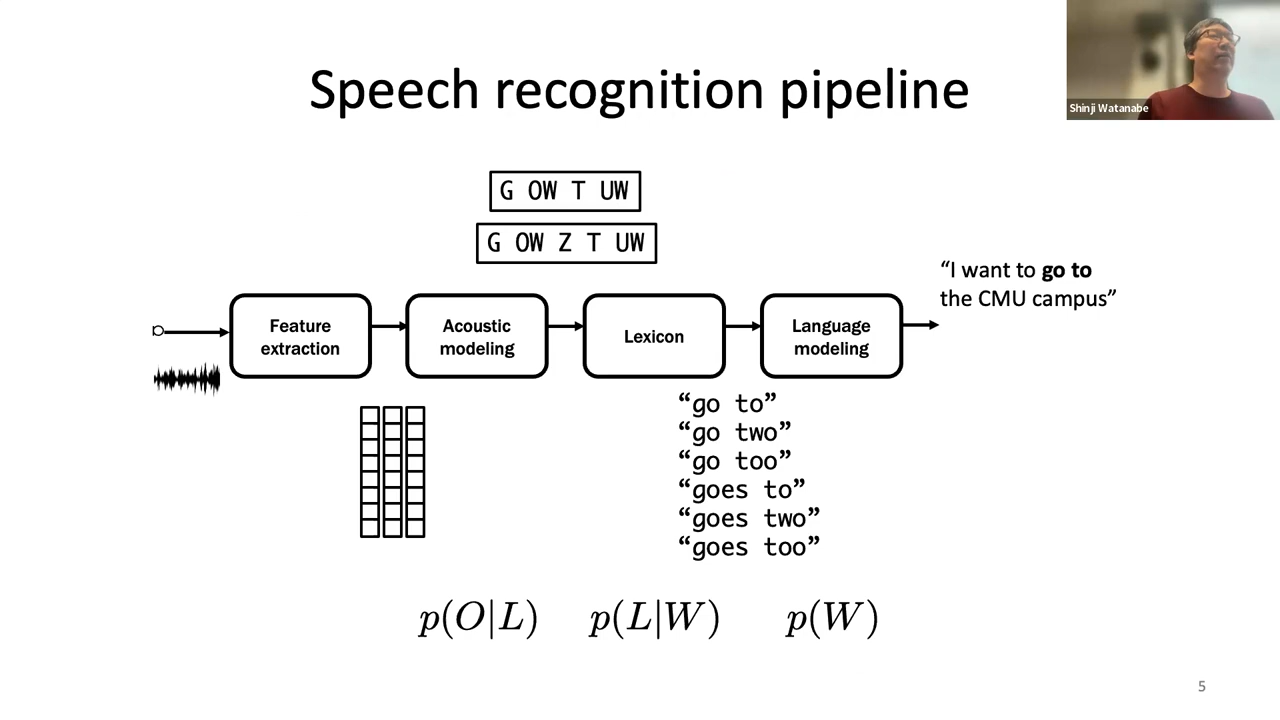 Speech recognition pipeline
Shinji Watanabe
G OW T UW
G OW Z T UW
“I want to go to
the CMU campus”
Feature
extraction
Acoustic
modeling
Lexicon
Language
modeling
“go to”
“go two”
“go too”
“goes to”
“goes two”
“goes too”
p(O|L) p(L|W) p(W)
5